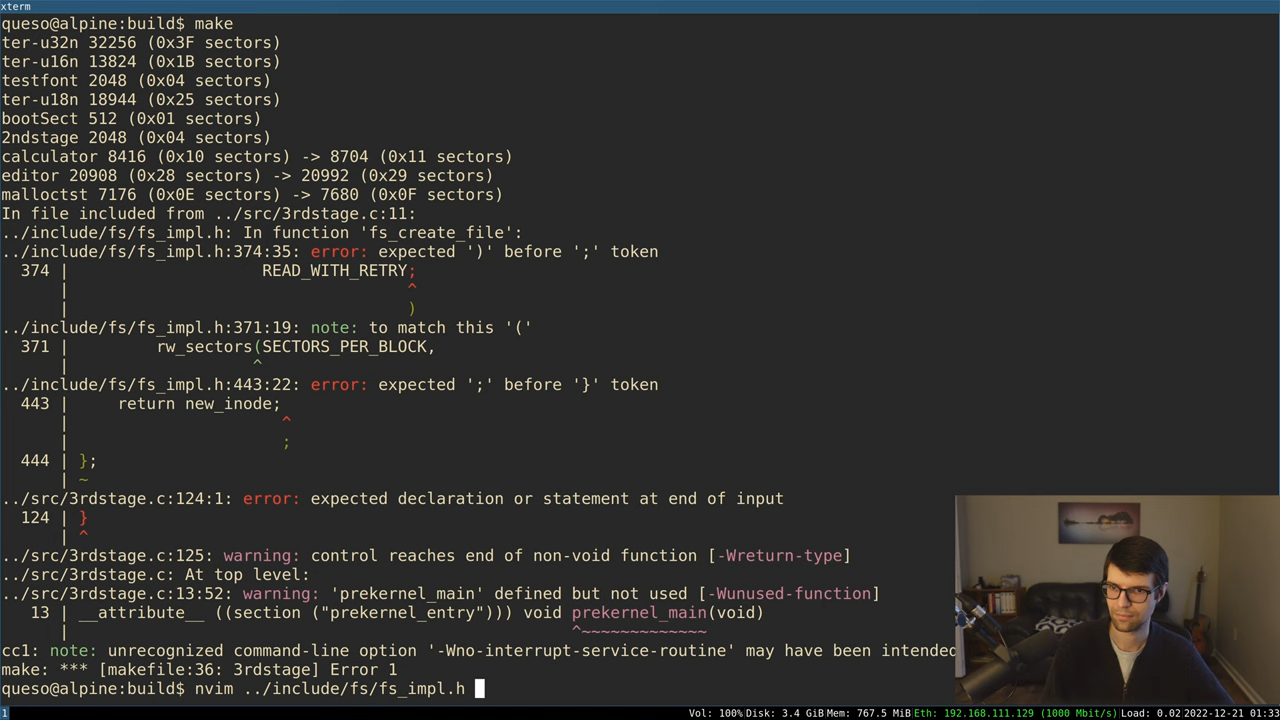 xterm
queso@alpine:build$ make
ter-u32n 32256 (0x3F sectors)
ter-u16n 13824 (0x1B sectors)
testfont 2048 (0x04 sectors)
ter-u18n 18944 (0x25 sectors)
bootSect 512 (0x01 sectors)
2ndstage 2048 (0x04 sectors)
calculator 8416 (0x10 sectors) -> 8704 (0x11 sectors)
editor 20908 (0x28 sectors) -> 20992 (0x29 sectors)
malloctst 7176 (0x0E sectors) -> 7680 (0x0F sectors)
In file included from ../src/3rdstage.c:11:
../include/fs/fs_impl.h: In function 'fs_create_file':
../include/fs/fs_impl.h:374:35: error: expected ')' before ';' token
374 | READ_WITH_RETRY;
| ^
| )
../include/fs/fs_impl.h:371:19: note: to match this '('
371 | rw_sectors(SECTORS_PER_BLOCK,
| ^
../include/fs/fs_impl.h:443:22: error: expected ';' before '}' token
443 | return new_inode;
| ^
| ;
444 | };
| ~
../src/3rdstage.c:124:1: error: expected declaration or statement at end of input
124 | }
| ^
../src/3rdstage.c:125: warning: control reaches end of non-void function [-Wreturn-type]
../src/3rdstage.c: At top level:
../src/3rdstage.c:13:52: warning: 'prekernel_main' defined but not used [-Wunused-function]
13 | __attribute__ ((section ("prekernel_entry"))) void prekernel_main(void)
| ^~~~~~~~~~~~~~
cc1: note: unrecognized command-line option '-Wno-interrupt-service-routine' may have been intended
make: *** [makefile:36: 3rdstage] Error 1
queso@alpine:build$ nvim ../include/fs/fs_impl.h
1 Vol: 100% Disk: 3.4 GiB Mem: 767.5 MiB Eth: 192.168.111.129 (1000 Mbit/s) Load: 0.02 2022-12-21 01:33